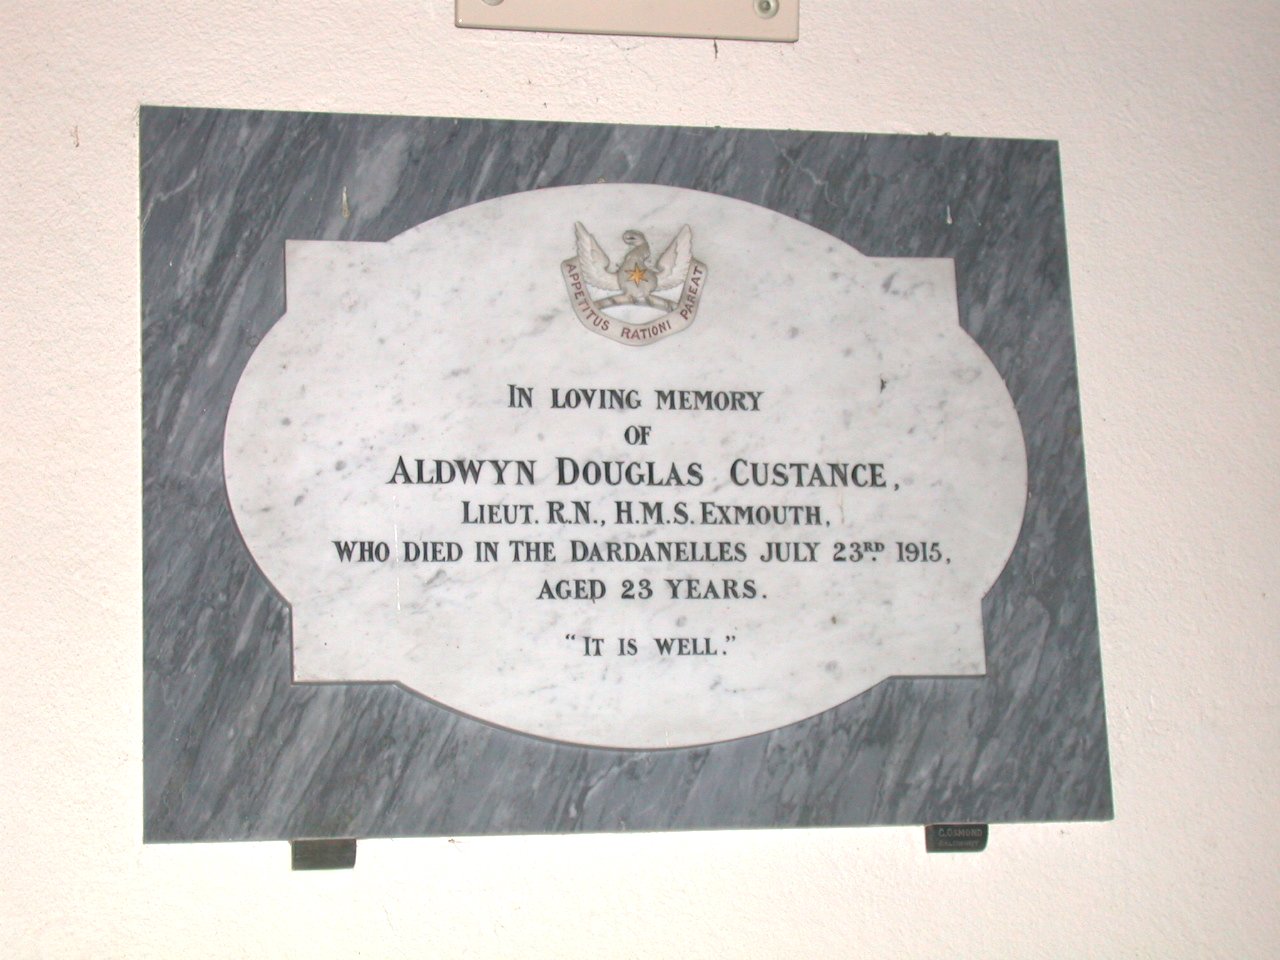 APPETITUS RATIONI PAREAT
IN LOVING MEMORY
OF
ALDWYN DOUGLAS CUSTANCE,
LIEUT. R.N., H.M.S. EXMOUTH,
WHO DIED IN THE DARDANELLES JULY 23RD. 1915,
AGED 23 YEARS.
"IT IS WELL."
C. OSMOND